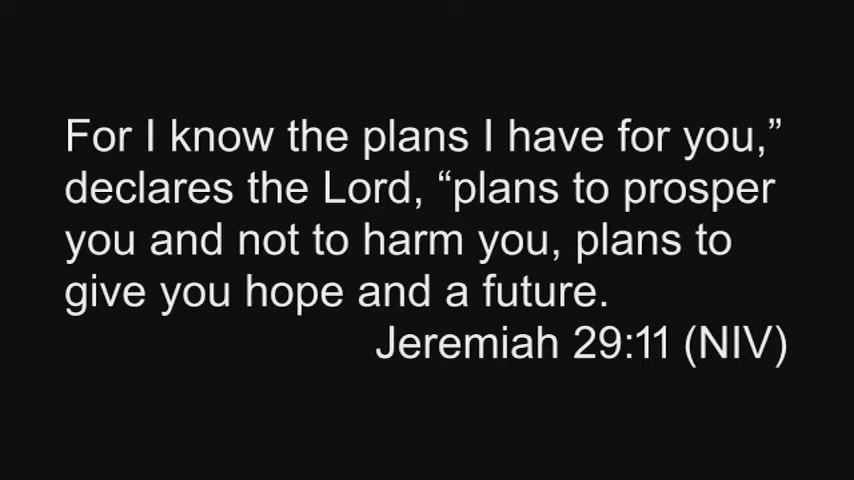 For I know the plans I have for you,”
declares the Lord, “plans to prosper
you and not to harm you, plans to
give you hope and a future.
Jeremiah 29:11 (NIV)